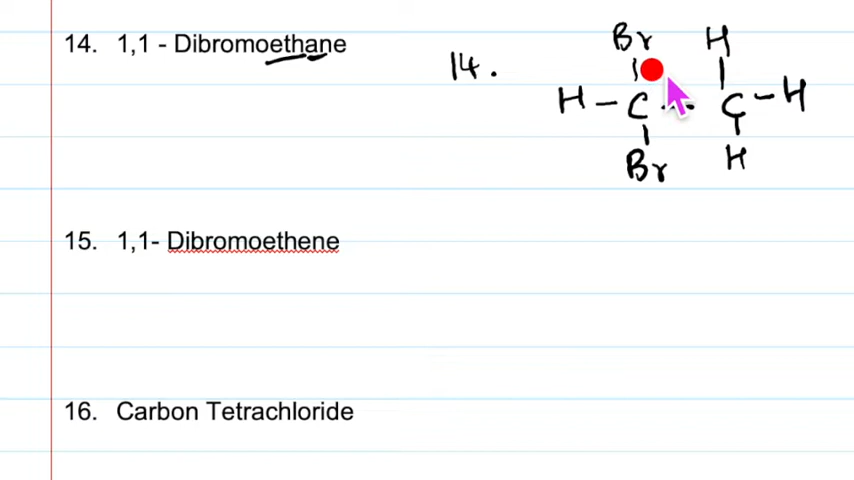 14. 1,1 - Dibromoethane
14.
Br H
H - C - C - H
Br H
15. 1,1- Dibromoethene
16. Carbon Tetrachloride